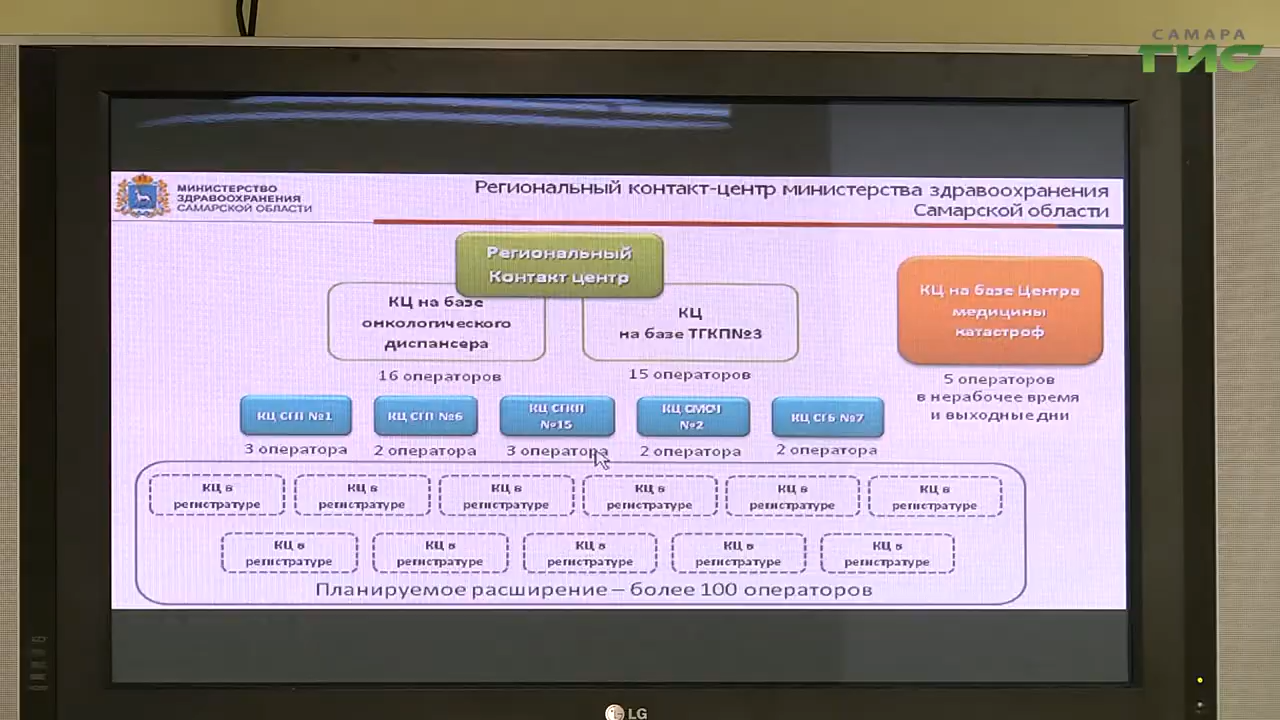 САМАРА
ГИС
МИНИСТЕРСТВО
ЗДРАВООХРАНЕНИЯ
САМАРСКОЙ ОБЛАСТИ
Региональный контакт-центр министерства здравоохранения
Самарской области
Региональный
Контакт центр
КЦ на базе
онкологического
диспансера
16 операторов
КЦ
на базе ТГКП№3
15 операторов
КЦ на базе Центра
медицины
катастроф
5 операторов
в нерабочее время
и выходные дни
КЦ СГП №1
3 оператора
КЦ СГП №6
2 оператора
КЦ СГКП
№15
3 оператора
КЦ СМСЧ
№2
2 оператора
КЦ СГБ №7
2 оператора
КЦ в
регистратуре
КЦ в
регистратуре
КЦ в
регистратуре
КЦ в
регистратуре
КЦ в
регистратуре
КЦ в
регистратуре
КЦ в
регистратуре
КЦ в
регистратуре
КЦ в
регистратуре
КЦ в
регистратуре
КЦ в
регистратуре
Планируемое расширение – более 100 операторов
LG